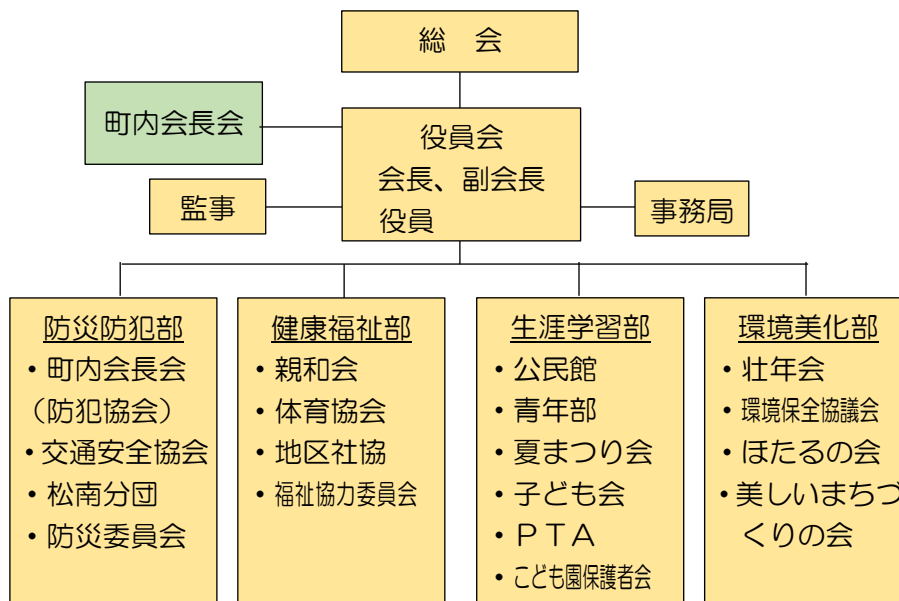 総　会
町内会長会
役員会
会長、副会長
役員
監事
事務局
防災防犯部
・町内会長会
（防犯協会）
・交通安全協会
・松南分団
・防災委員会
健康福祉部
・親和会
・体育協会
・地区社協
・福祉協力委員会
生涯学習部
・公民館
・青年部
・夏まつり会
・子ども会
・ＰＴＡ
・こども園保護者会
環境美化部
・壮年会
・環境保全協議会
・ほたるの会
・美しいまちづ
くりの会